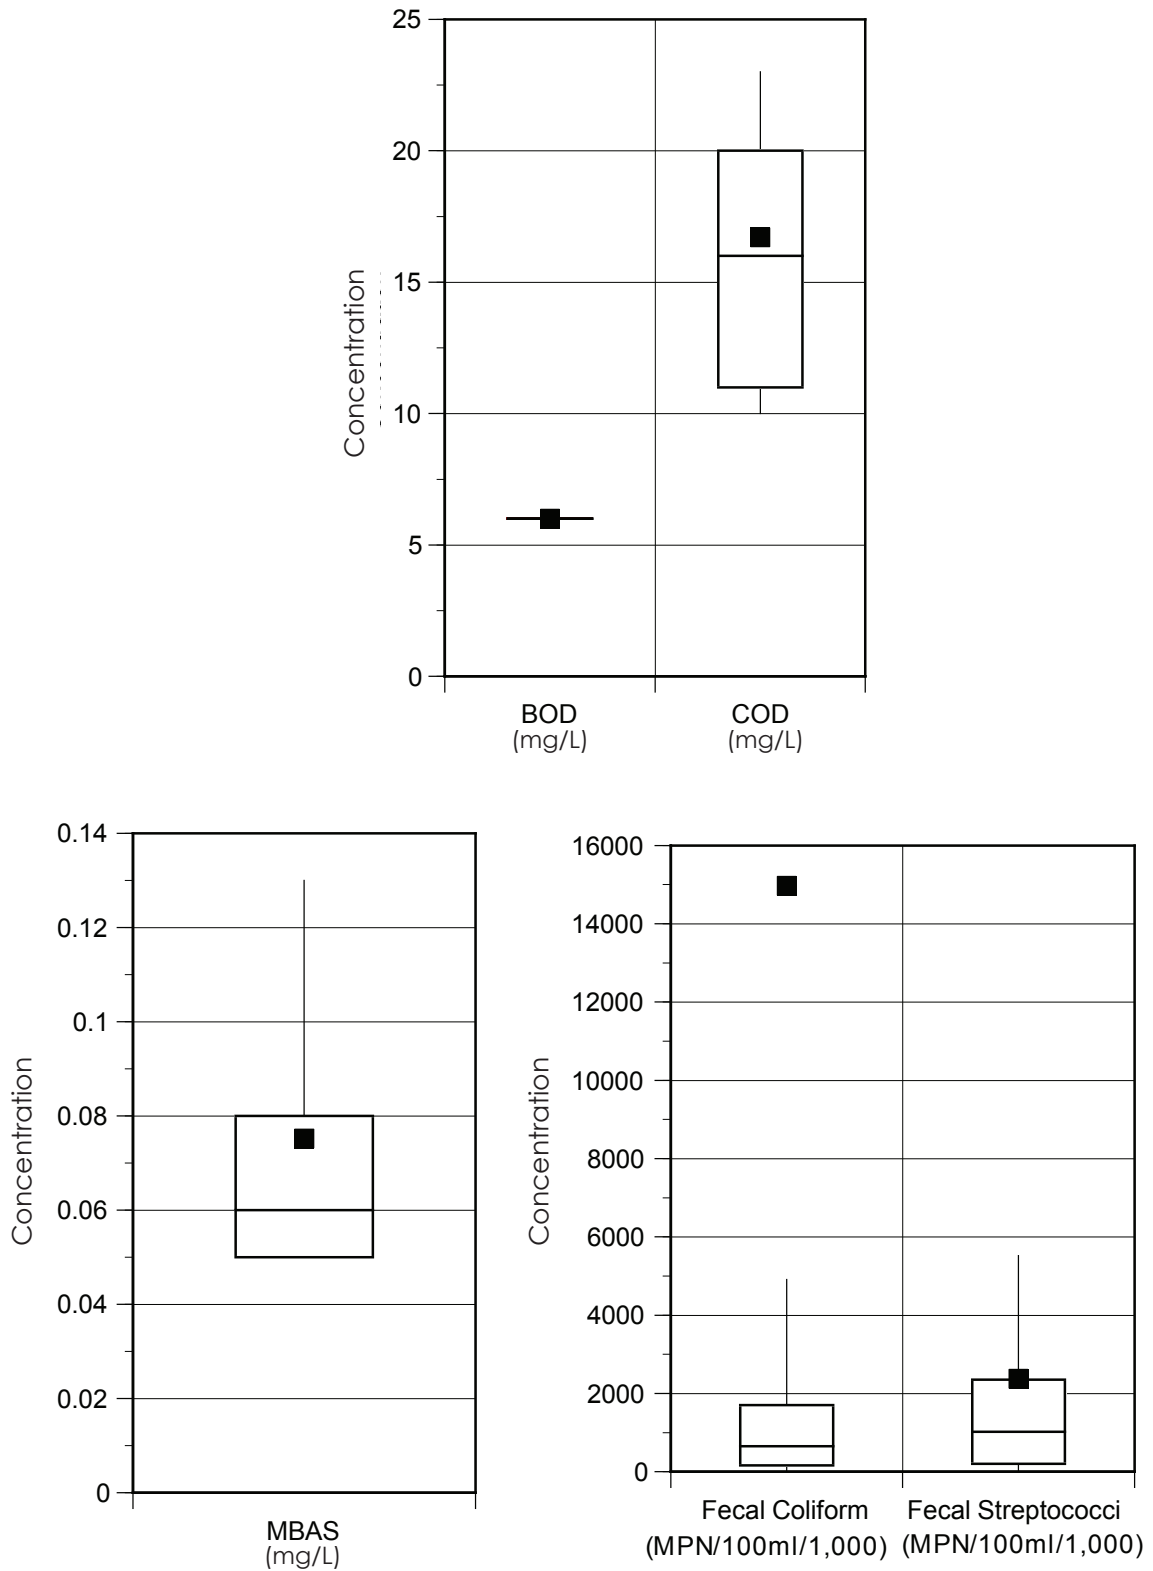 25
20
15
10
5
0
Concentration
BOD
(mg/L)
COD
(mg/L)
0.14
0.12
0.1
0.08
0.06
0.04
0.02
0
Concentration
MBAS
(mg/L)
16000
14000
12000
10000
8000
6000
4000
2000
0
Concentration
Fecal Coliform
(MPN/100ml/1,000)
Fecal Streptococci
(MPN/100ml/1,000)